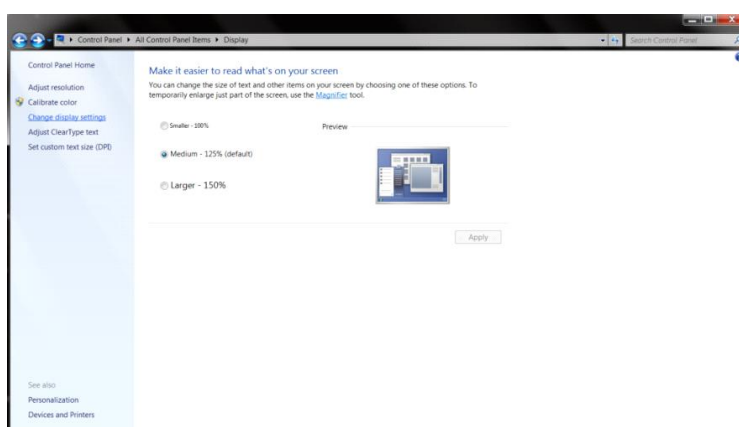 Control Panel ▸ All Control Panel Items ▸ Display
Search Control Panel
Control Panel Home
Adjust resolution
Calibrate color
Change display settings
Adjust ClearType text
Set custom text size (DPI)
Make it easier to read what's on your screen
You can change the size of text and other items on your screen by choosing one of these options. To
temporarily enlarge just part of the screen, use the Magnifier tool.
Smaller - 100%
Preview
Medium - 125% (default)
Larger - 150%
Apply
See also
Personalization
Devices and Printers